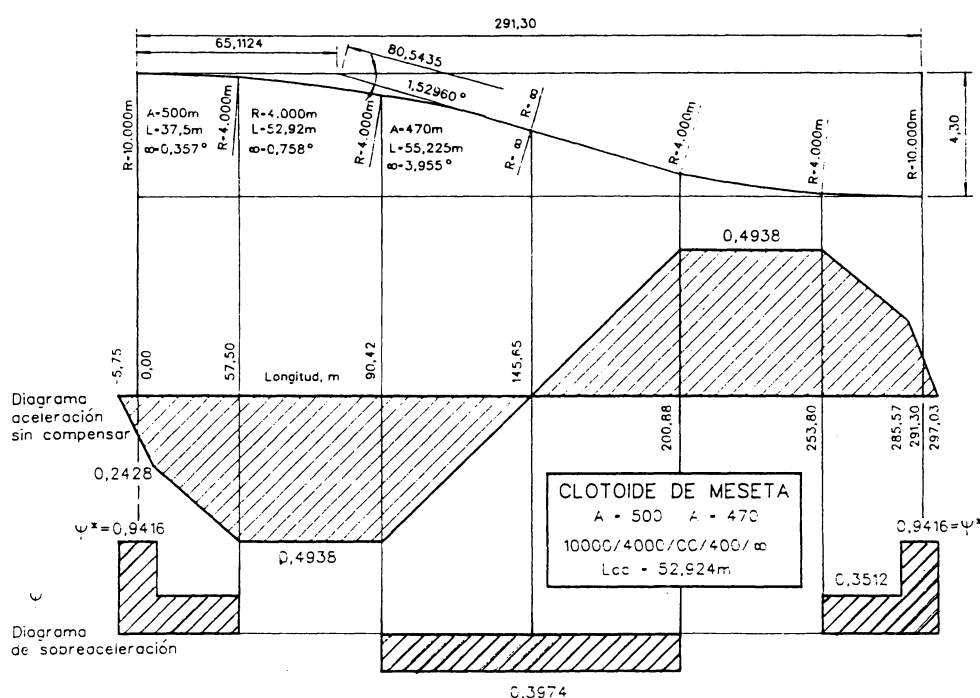 291,30
65,1124
80,5435
1,52960°
R=10.000m
A=500m
L=37,5m
∞=0,357°
R=4.000m
R=4.000m
L=52,92m
∞=0,758°
R=4.000m
A=470m
L=55,225m
∞=3,955°
R= ∞
R= ∞
R=4.000m
R=4.000m
R=10.000m
4,30
0,4938
-5,75
0,00
57,50
90,42
145,65
Longitud, m
Diagrama
aceleración
sin compensar
200,88
253,80
285,57
291,30
297,03
0,2428
0,4938
CLOTOIDE DE MESETA
A = 500 A = 470
10000/4000/CC/400/∞
Lcc = 52,924m
Ψ*=0,9416
0,9416=Ψ*
0,3512
Ψ
Diagrama
de sobreaceleración
0,3974